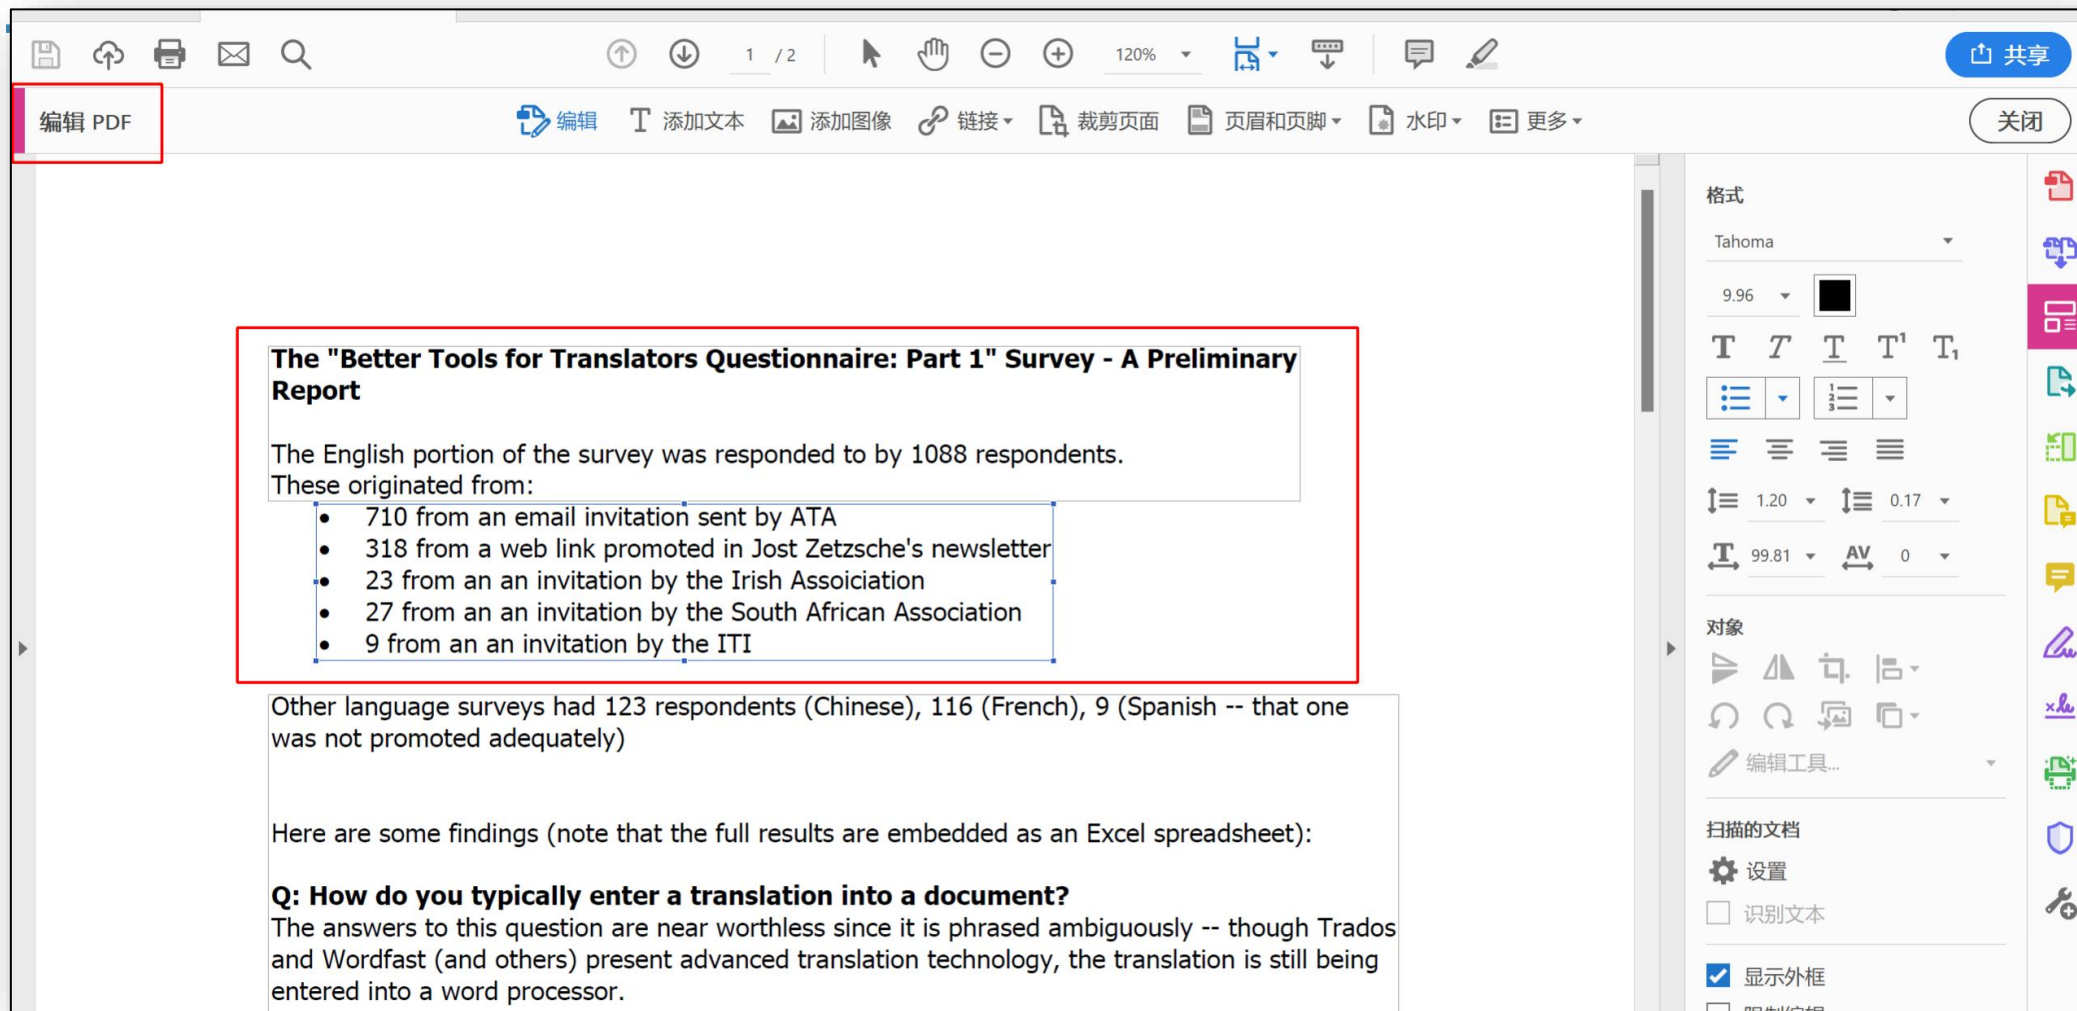 1 / 2
120%
共享
编辑 PDF
编辑
添加文本
添加图像
链接
裁剪页面
页眉和页脚
水印
更多
关闭
The "Better Tools for Translators Questionnaire: Part 1" Survey - A Preliminary
Report
The English portion of the survey was responded to by 1088 respondents.
These originated from:
• 710 from an email invitation sent by ATA
• 318 from a web link promoted in Jost Zetzsche's newsletter
• 23 from an an invitation by the Irish Assoiciation
• 27 from an an invitation by the South African Association
• 9 from an an invitation by the ITI
Other language surveys had 123 respondents (Chinese), 116 (French), 9 (Spanish -- that one
was not promoted adequately)
Here are some findings (note that the full results are embedded as an Excel spreadsheet):
Q: How do you typically enter a translation into a document?
The answers to this question are near worthless since it is phrased ambiguously -- though Trados
and Wordfast (and others) present advanced translation technology, the translation is still being
entered into a word processor.
格式
Tahoma
9.96
1.20
0.17
99.81
AV
0
对象
编辑工具...
扫描的文档
设置
识别文本
显示外框